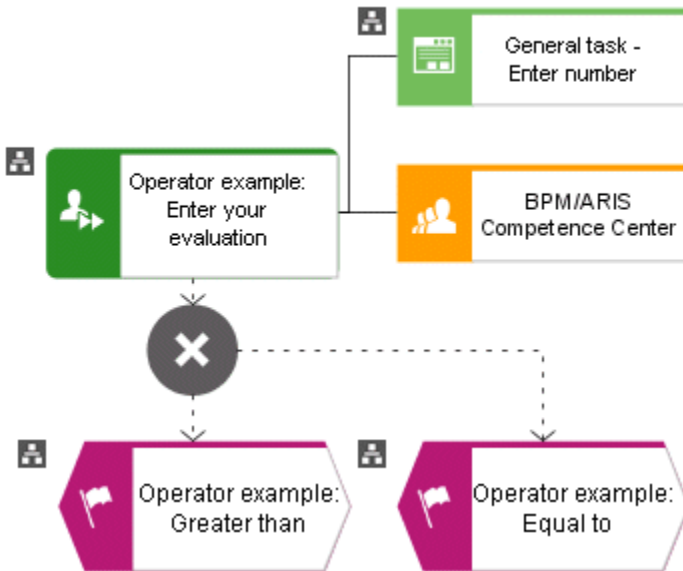 General task -
Enter number
Operator example:
Enter your
evaluation
BPM/ARIS
Competence Center
Operator example:
Greater than
Operator example:
Equal to